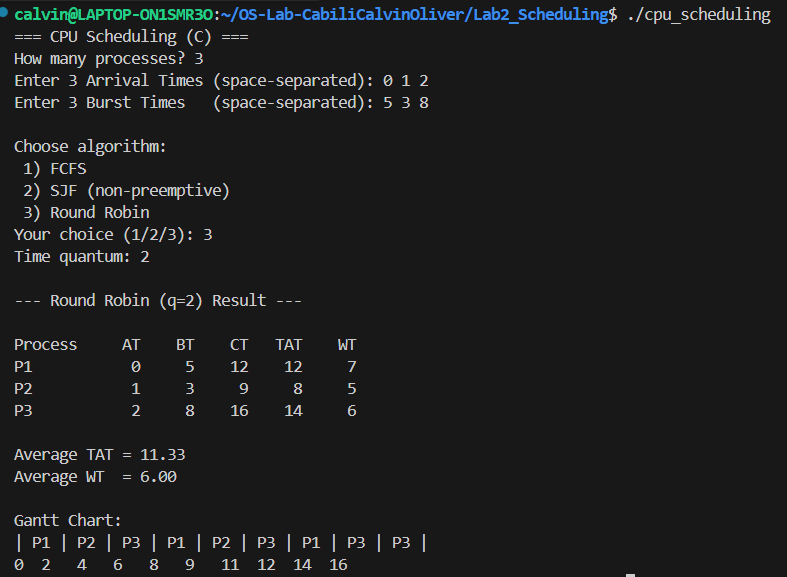 calvin@LAPTOP-ON1SMR3O:~/OS-Lab-CabiliCalvinOliver/Lab2_Scheduling$ ./cpu_scheduling
=== CPU Scheduling (C) ===
How many processes? 3
Enter 3 Arrival Times (space-separated): 0 1 2
Enter 3 Burst Times   (space-separated): 5 3 8

Choose algorithm:
 1) FCFS
 2) SJF (non-preemptive)
 3) Round Robin
Your choice (1/2/3): 3
Time quantum: 2

--- Round Robin (q=2) Result ---

Process     AT    BT    CT   TAT    WT
P1           0     5    12    12     7
P2           1     3     9     8     5
P3           2     8    16    14     6

Average TAT = 11.33
Average WT  = 6.00

Gantt Chart:
| P1 | P2 | P3 | P1 | P2 | P3 | P1 | P3 | P3 |
0  2   4   6   8   9   11  12  14  16